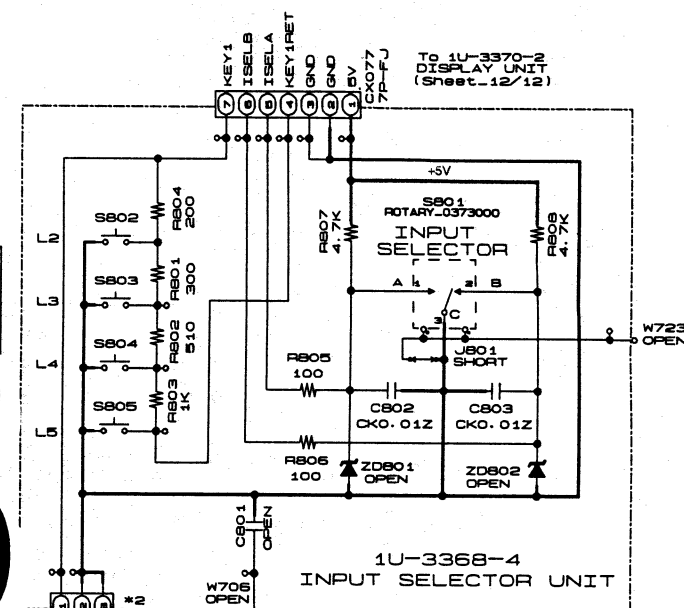 KEY1
ISELB
ISELA
KEY1RET
GND
GND
5V
CX077
7P-FJ
To 1U-3370-2
DISPLAY UNIT
(Sheet_12/12)
7
6
5
4
3
2
1
+5V
R804
200
S801
ROTARY_0373000
INPUT
SELECTOR
R807
4.7K
R808
4.7K
L2
S802
R801
300
A
1
2
B
L3
S803
3
C
W723
OPEN
R802
510
J801
SHORT
L4
S804
R805
100
R803
1K
C802
CK0.01Z
C803
CK0.01Z
L5
S805
R806
100
ZD801
OPEN
ZD802
OPEN
C801
OPEN
1U-3368-4
INPUT SELECTOR UNIT
W706
OPEN
1
2
3
*2